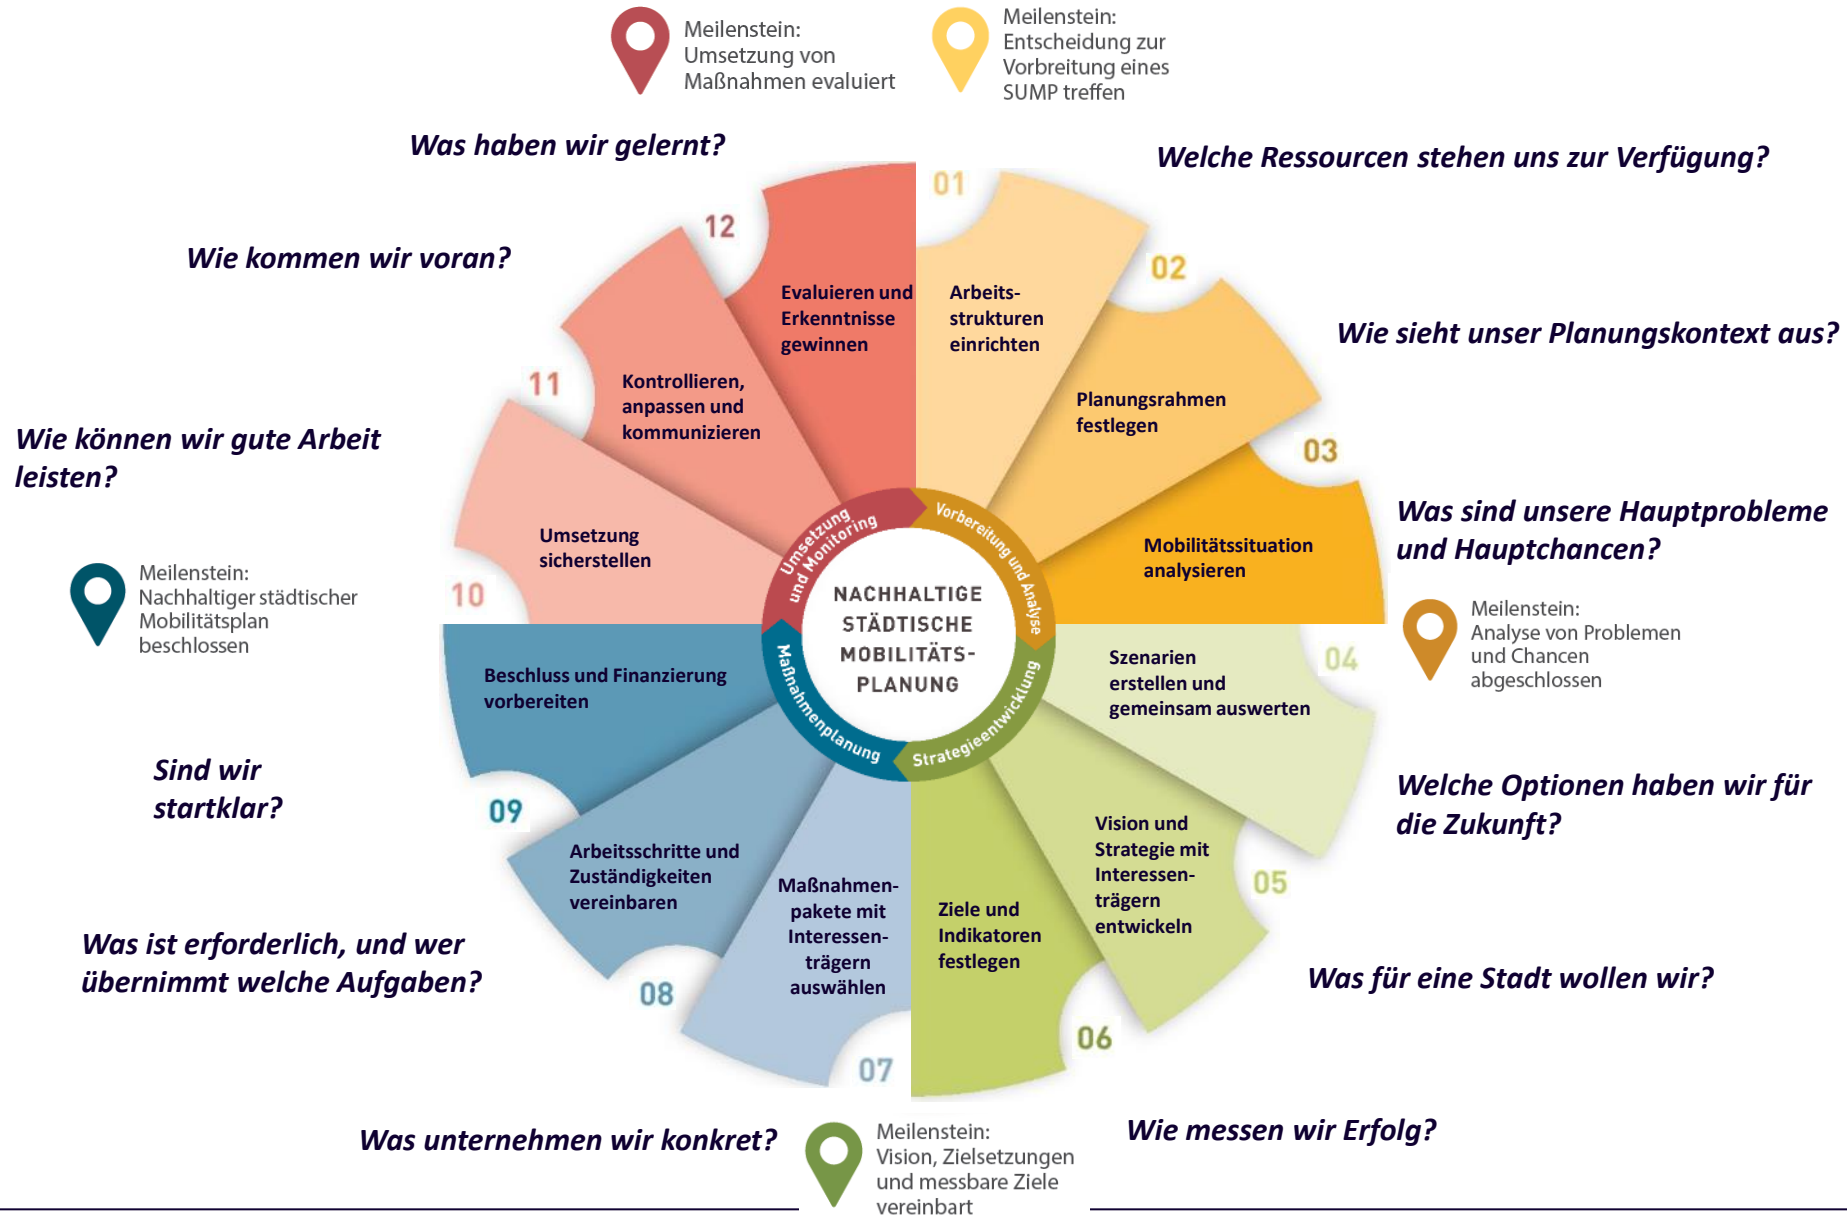 Meilenstein:
Umsetzung von
Maßnahmen evaluiert
Meilenstein:
Entscheidung zur
Vorbreitung eines
SUMP treffen
Was haben wir gelernt?
Welche Ressourcen stehen uns zur Verfügung?
Wie kommen wir voran?
Wie sieht unser Planungskontext aus?
Wie können wir gute Arbeit
leisten?
Was sind unsere Hauptprobleme
und Hauptchancen?
Meilenstein:
Nachhaltiger städtischer
Mobilitätsplan
beschlossen
Meilenstein:
Analyse von Problemen
und Chancen
abgeschlossen
Sind wir
startklar?
Welche Optionen haben wir für
die Zukunft?
Was ist erforderlich, und wer
übernimmt welche Aufgaben?
Was für eine Stadt wollen wir?
Was unternehmen wir konkret?
Wie messen wir Erfolg?
Meilenstein:
Vision, Zielsetzungen
und messbare Ziele
vereinbart
01
Arbeits-
strukturen
einrichten
02
Planungsrahmen
festlegen
03
Mobilitätssituation
analysieren
04
Szenarien
erstellen und
gemeinsam auswerten
05
Vision und
Strategie mit
Interessen-
trägern
entwickeln
06
Ziele und
Indikatoren
festlegen
07
Maßnahmen-
pakete mit
Interessen-
trägern
auswählen
08
Arbeitsschritte und
Zuständigkeiten
vereinbaren
09
Beschluss und Finanzierung
vorbereiten
10
Umsetzung
sicherstellen
11
Kontrollieren,
anpassen und
kommunizieren
12
Evaluieren und
Erkenntnisse
gewinnen
Vorbereitung und Analyse
Strategieentwicklung
Maßnahmenplanung
Umsetzung
und Monitoring
NACHHALTIGE
STÄDTISCHE
MOBILITÄTS-
PLANUNG